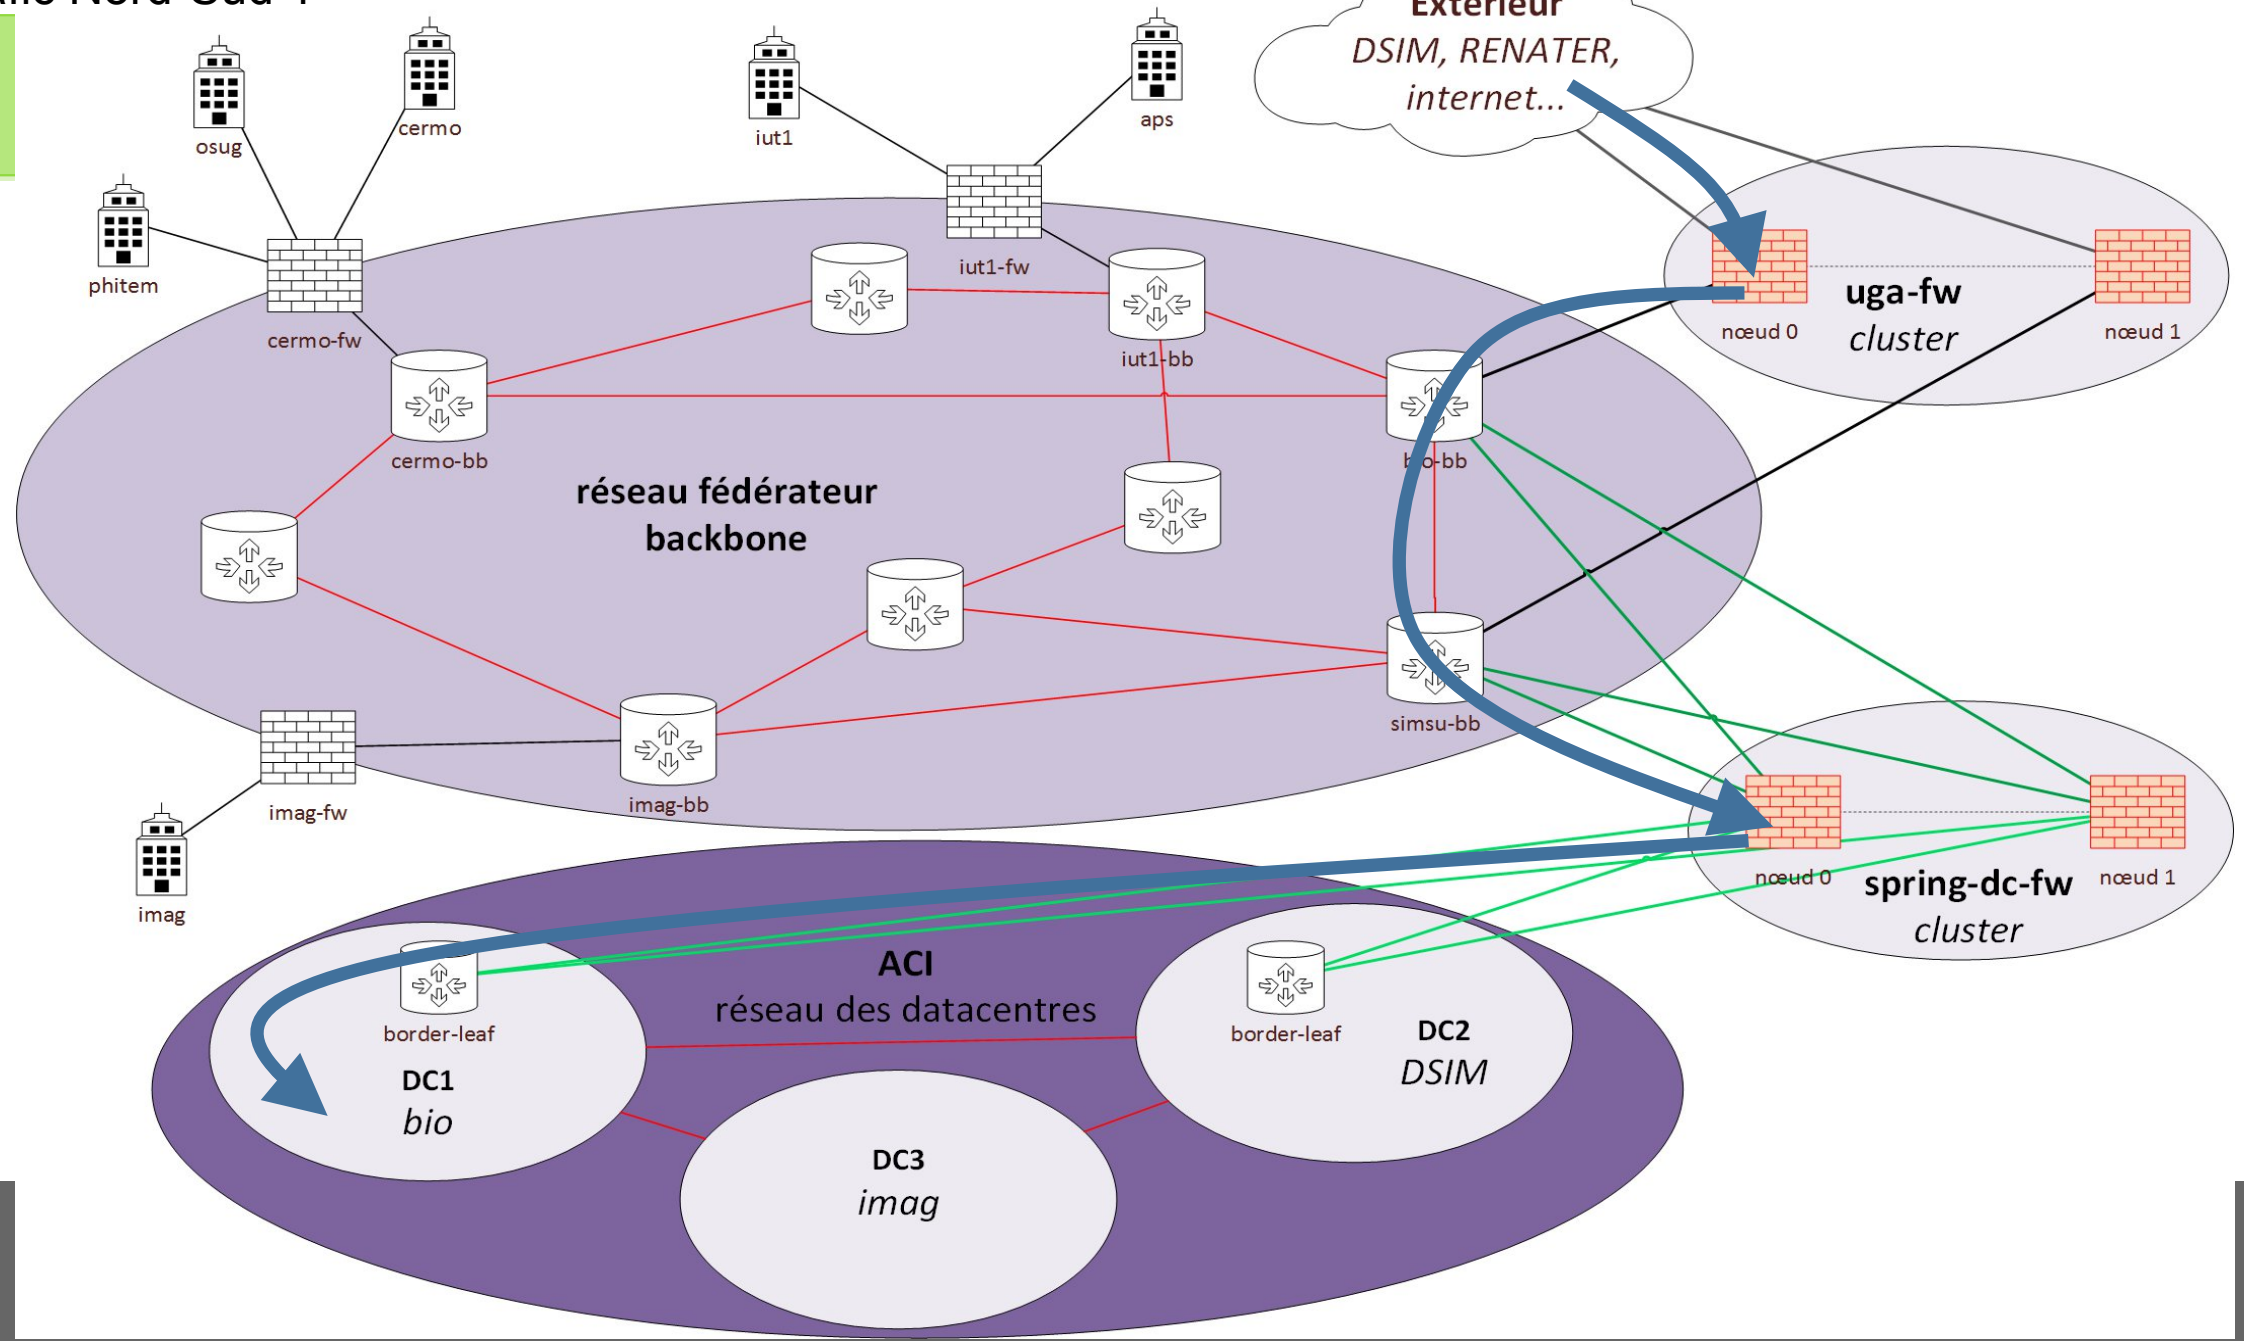 Nord-Sud
Extérieur
DSIM, RENATER,
internet...
osug
cermo
iut1
aps
phitem
cermo-fw
iut1-fw
iut1-bb
nœud 0
uga-fw
cluster
nœud 1
cermo-bb
bio-bb
réseau fédérateur
backbone
simsu-bb
imag-fw
imag-bb
imag
nœud 0
spring-dc-fw
cluster
nœud 1
ACI
réseau des datacentres
border-leaf
DC1
bio
border-leaf
DC2
DSIM
DC3
imag